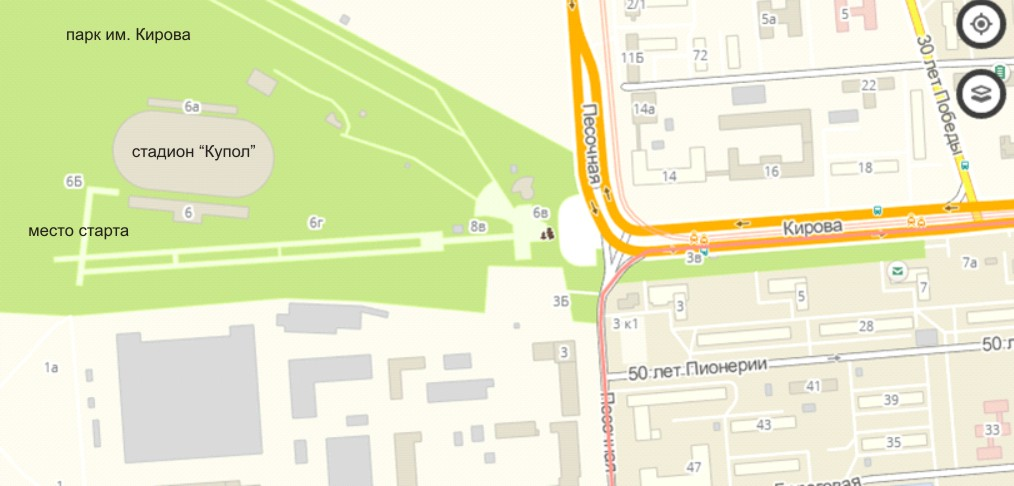 парк им. Кирова
2/1
5а
5
30 лет Победы
11Б
72
22
6а
14а
Песочная
стадион “Купол”
14
16
18
6Б
6
6г
8в
6в
место старта
Кирова
3в
7а
3Б
3
5
7
3 к1
28
1а
3
50 лет Пионерии
50 л
41
39
43
35
33
Песочная
47
1